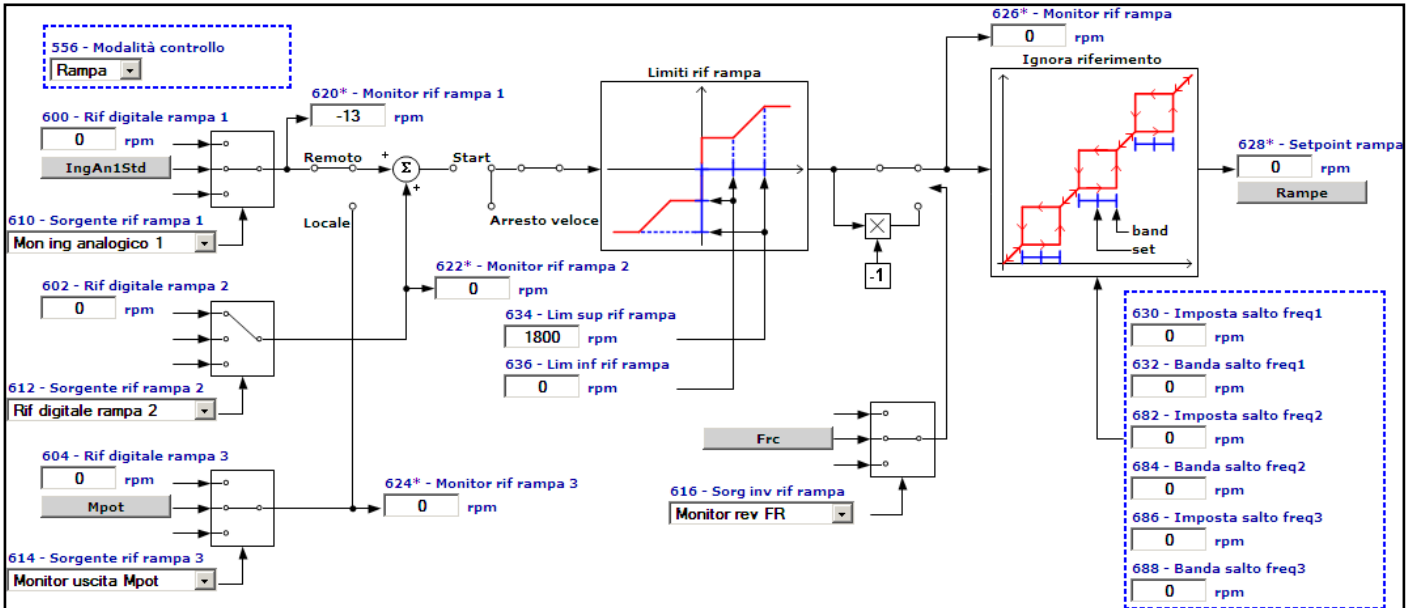 556 - Modalità controllo
Rampa
600 - Rif digitale rampa 1
0 rpm
IngAn1Std
610 - Sorgente rif rampa 1
Mon ing analogico 1
620* - Monitor rif rampa 1
-13 rpm
Remoto
Locale
+
Σ
+
Start
Arresto veloce
602 - Rif digitale rampa 2
0 rpm
612 - Sorgente rif rampa 2
Rif digitale rampa 2
622* - Monitor rif rampa 2
0 rpm
604 - Rif digitale rampa 3
0 rpm
Mpot
614 - Sorgente rif rampa 3
Monitor uscita Mpot
624* - Monitor rif rampa 3
0 rpm
Limiti rif rampa
634 - Lim sup rif rampa
1800 rpm
636 - Lim inf rif rampa
0 rpm
×
-1
Frc
616 - Sorg inv rif rampa
Monitor rev FR
626* - Monitor rif rampa
0 rpm
Ignora riferimento
band
set
628* - Setpoint rampa
0 rpm
Rampe
630 - Imposta salto freq1
0 rpm
632 - Banda salto freq1
0 rpm
682 - Imposta salto freq2
0 rpm
684 - Banda salto freq2
0 rpm
686 - Imposta salto freq3
0 rpm
688 - Banda salto freq3
0 rpm